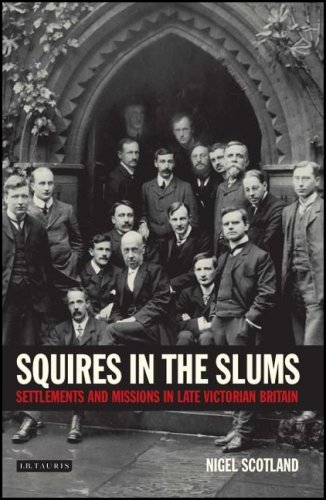 SQUIRES IN THE SLUMS
SETTLEMENTS AND MISSIONS IN LATE VICTORIAN BRITAIN
I.B.TAURIS
NIGEL SCOTLAND